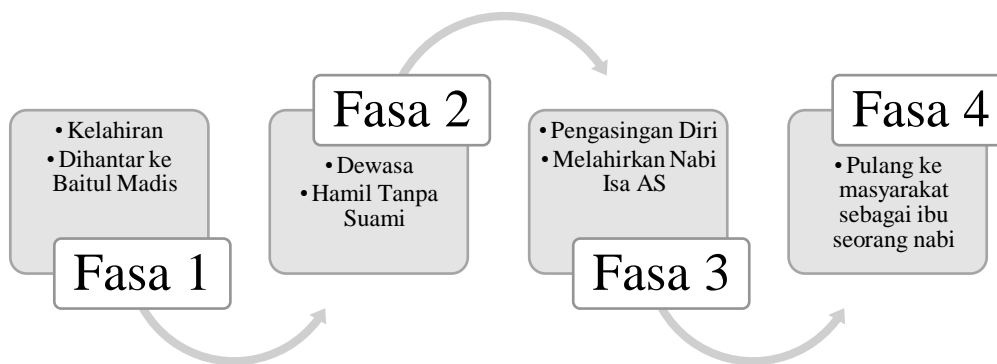 • Kelahiran
• Dihantar ke
Baitul Madis
Fasa 1
Fasa 2
• Dewasa
• Hamil Tanpa
Suami
• Pengasingan Diri
• Melahirkan Nabi
Isa AS
Fasa 3
Fasa 4
• Pulang ke
masyarakat
sebagai ibu
seorang nabi